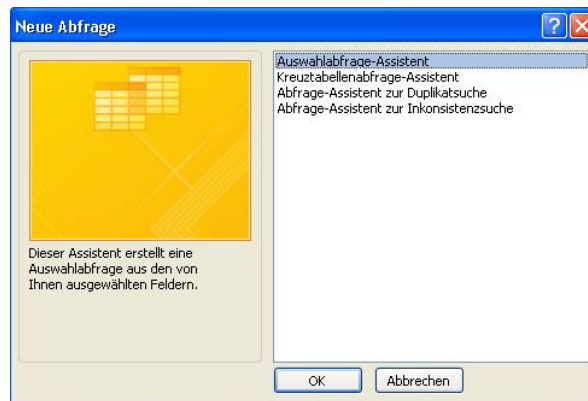 Neue Abfrage
Auswahlabfrage-Assistent
Kreuztabellenabfrage-Assistent
Abfrage-Assistent zur Duplikatsuche
Abfrage-Assistent zur Inkonsistenzsuche
Dieser Assistent erstellt eine
Auswahlabfrage aus den von
Ihnen ausgewählten Feldern.
OK
Abbrechen